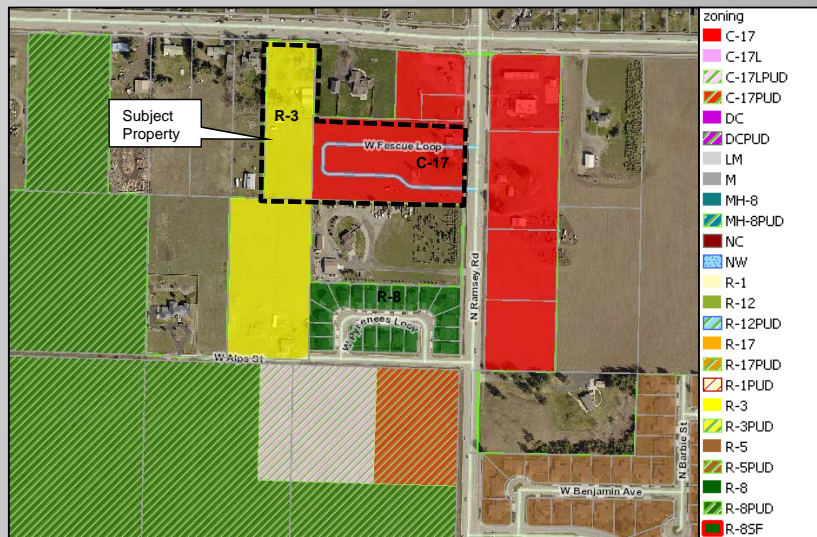 Subject
Property
R-3
W Fescue Loop
C-17
N Ramsey Rd
R-8
W Pyrenees Loop
W Alps St
N Barbie St
W Benjamin Ave
zoning
C-17
C-17L
C-17LPUD
C-17PUD
DC
DCPUD
LM
M
MH-8
MH-8PUD
NC
NW
R-1
R-12
R-12PUD
R-17
R-17PUD
R-1PUD
R-3
R-3PUD
R-5
R-5PUD
R-8
R-8PUD
R-8SF